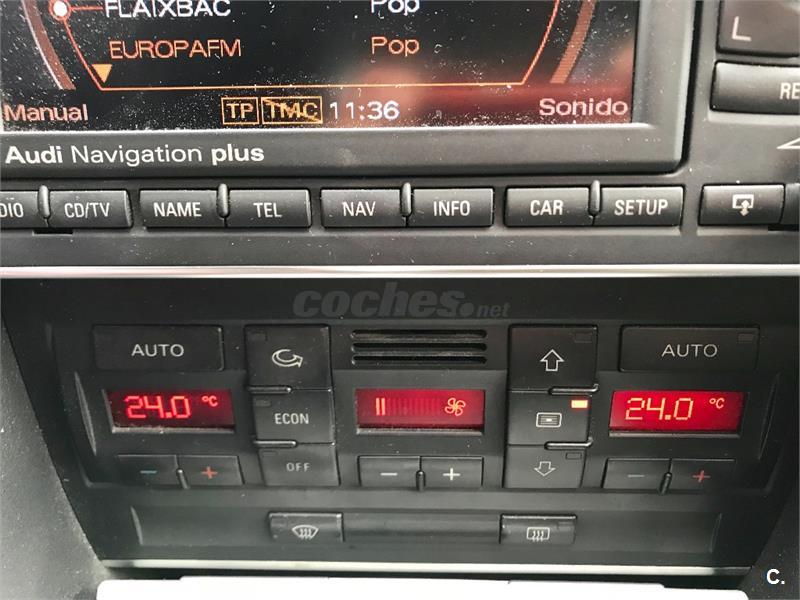 FLAIXBAC Pop
EUROPAFM Pop
Manual TP TMC 11:36 Sonido
Audi Navigation plus
CD/TV NAME TEL NAV INFO CAR SETUP
L
coches.net
AUTO AUTO
24.0 °C 24.0 °C
ECON
OFF
C.